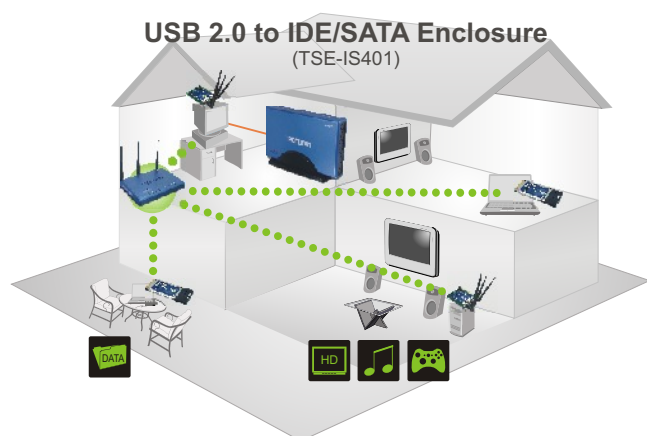 USB 2.0 to IDE/SATA Enclosure
(TSE-IS401)
DATA
HD